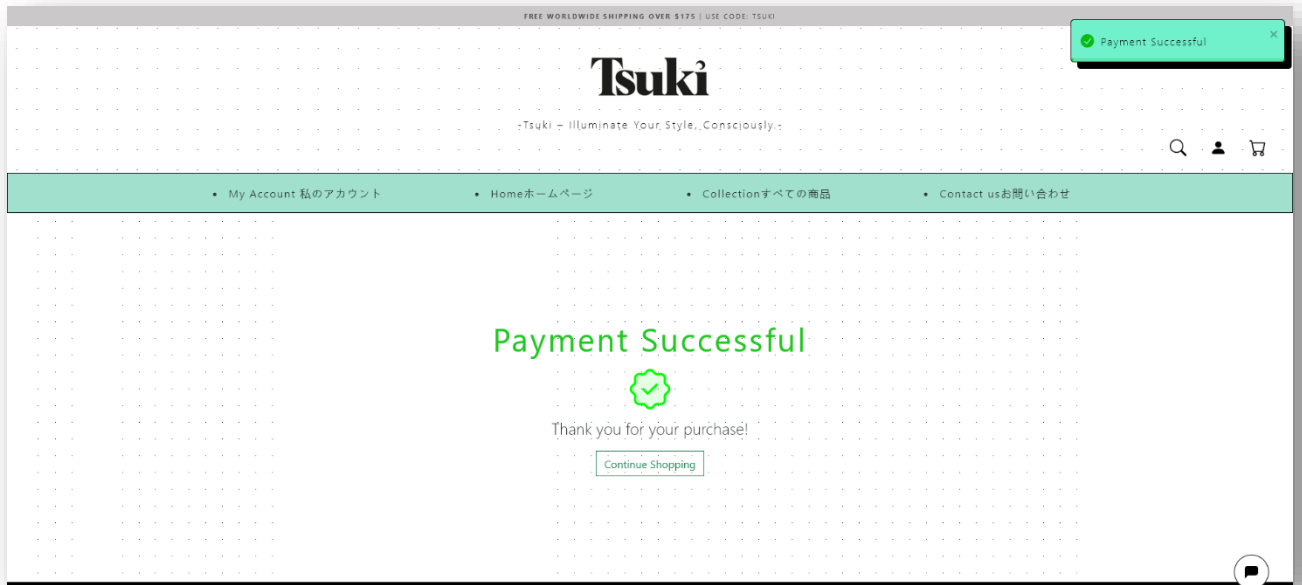 FREE WORLDWIDE SHIPPING OVER $175 | USE CODE: TSUKI
Payment Successful
Tsuki
-Tsuki – Illuminate Your Style, Consciously.-
My Account 私のアカウント
Homeホームページ
Collectionすべての商品
Contact usお問い合わせ
Payment Successful
Thank you for your purchase!
Continue Shopping